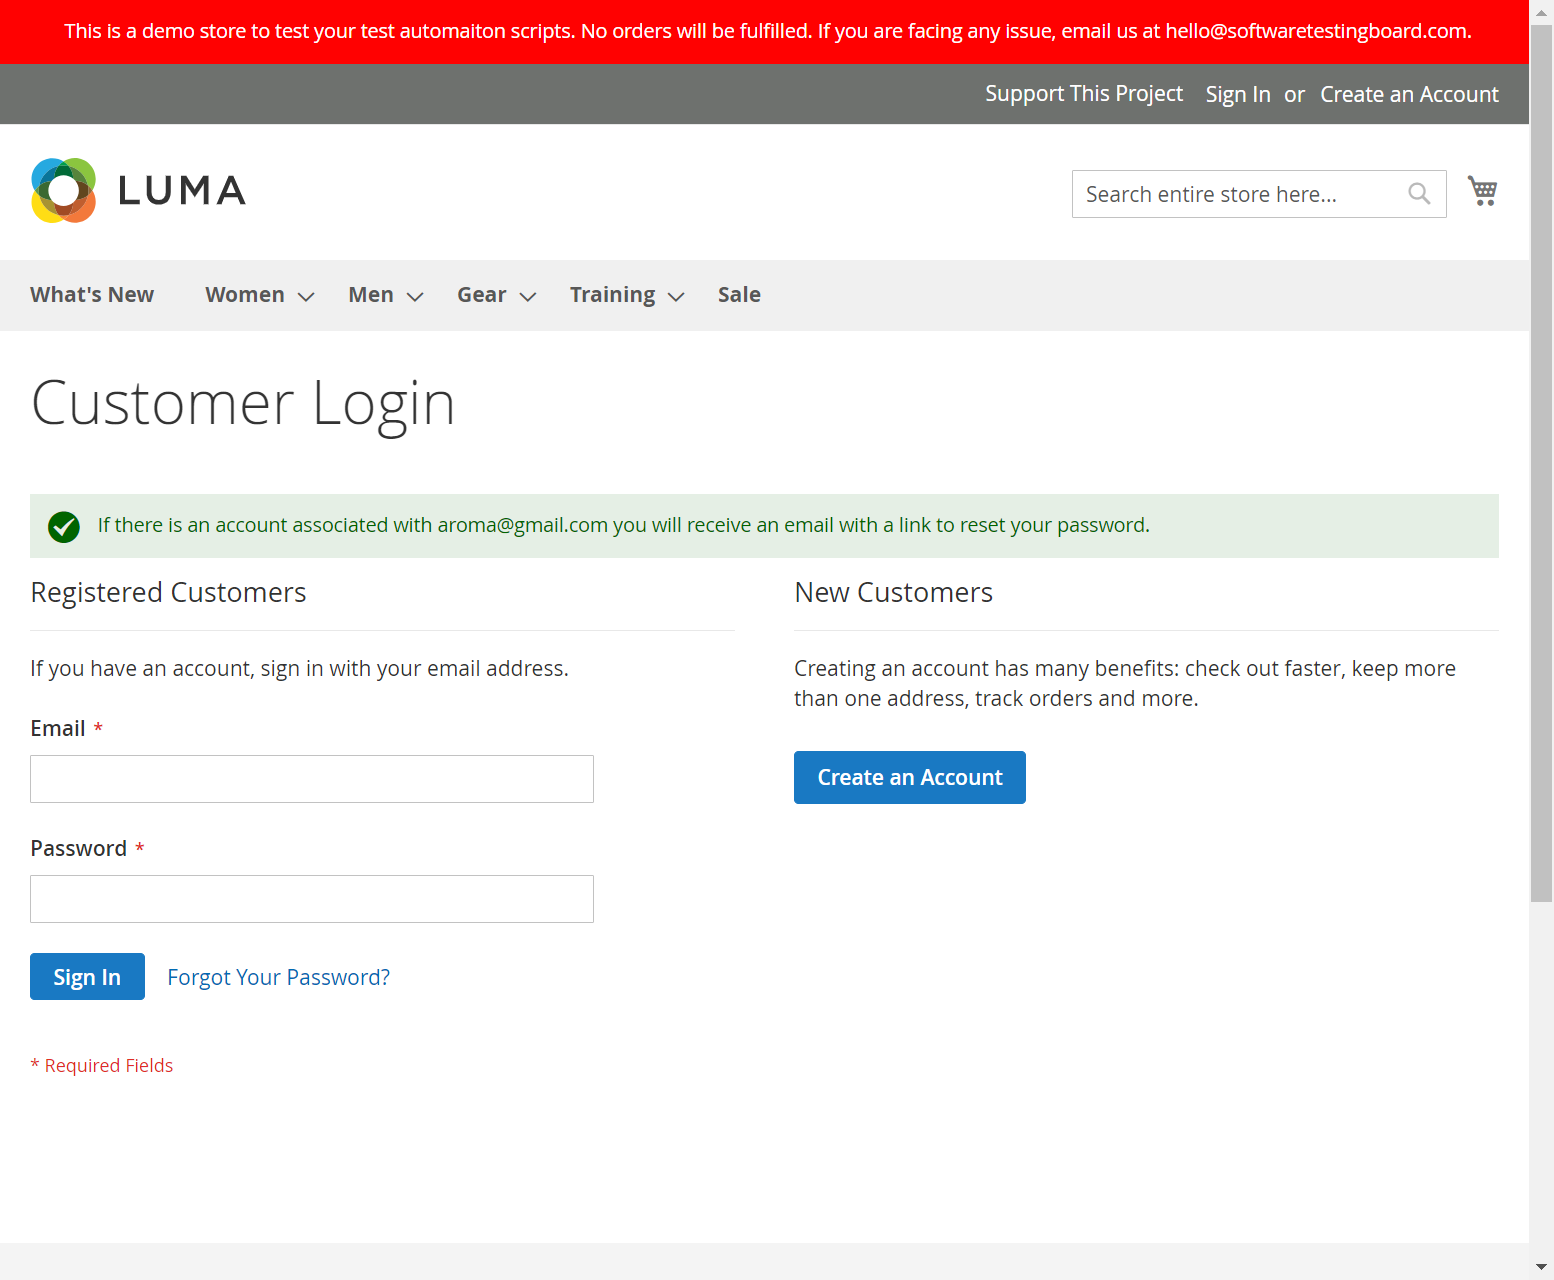 This is a demo store to test your test automaiton scripts. No orders will be fulfilled. If you are facing any issue, email us at hello@softwaretestingboard.com.
Support This Project Sign In or Create an Account
LUMA
Search entire store here...
What's New Women Men Gear Training Sale
Customer Login
If there is an account associated with aroma@gmail.com you will receive an email with a link to reset your password.
Registered Customers
If you have an account, sign in with your email address.
Email *
Password *
Sign In Forgot Your Password?
* Required Fields
New Customers
Creating an account has many benefits: check out faster, keep more
than one address, track orders and more.
Create an Account